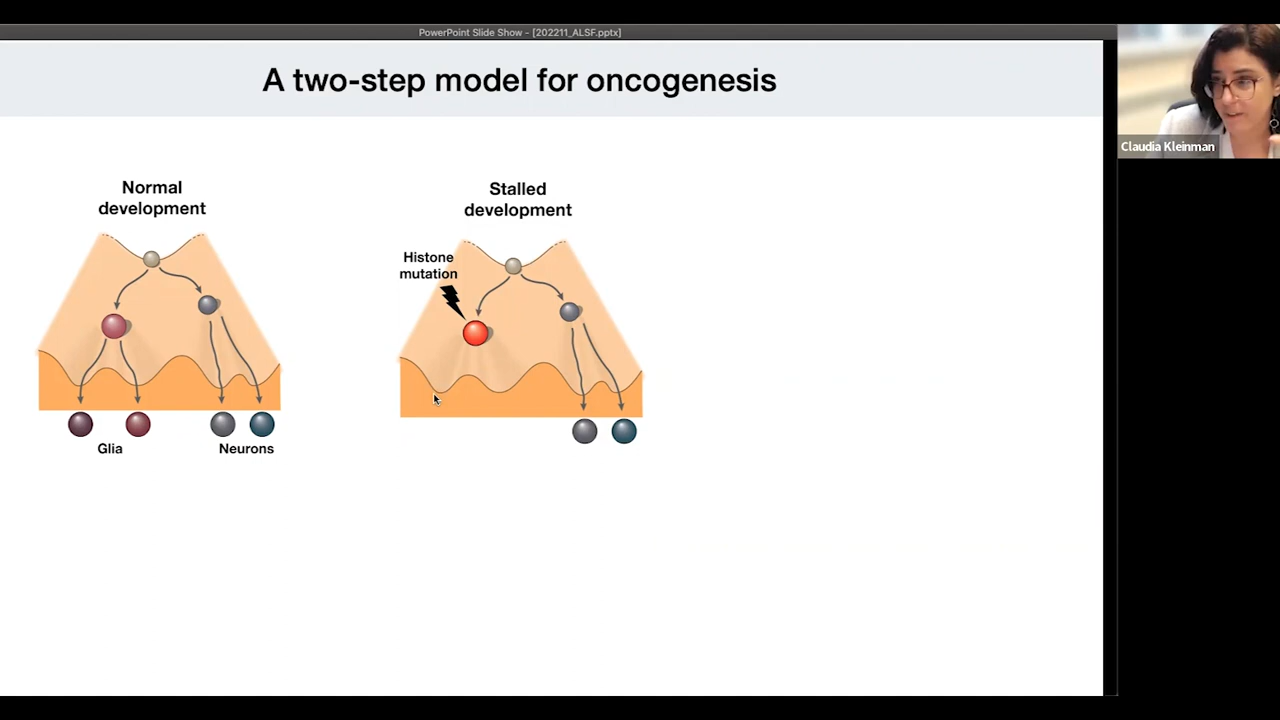 PowerPoint Slide Show - [202211_ALSF.pptx]
A two-step model for oncogenesis
Claudia Kleinman
Normal
development
Glia
Neurons
Stalled
development
Histone
mutation